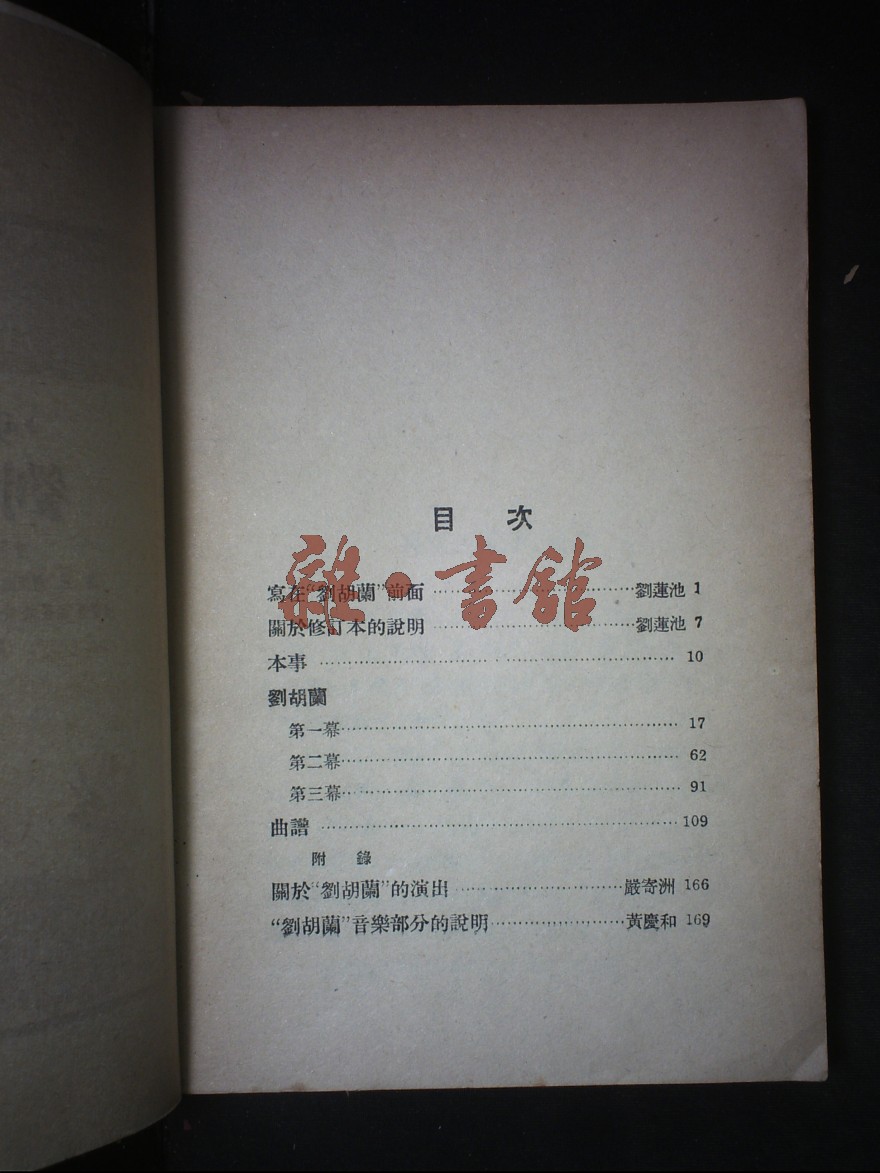 目 次
雜·書館
寫在“劉胡蘭”前面 ……………………………劉蓮池 1
關於修訂本的說明 ……………………………劉蓮池 7
本事 …………………………………………………… 10
劉胡蘭
第一幕………………………………………………… 17
第二幕………………………………………………… 62
第三幕………………………………………………… 91
曲譜 ……………………………………………………109
附 錄
關於“劉胡蘭”的演出 ………………………嚴寄洲 166
“劉胡蘭”音樂部分的說明…………………黃慶和 169